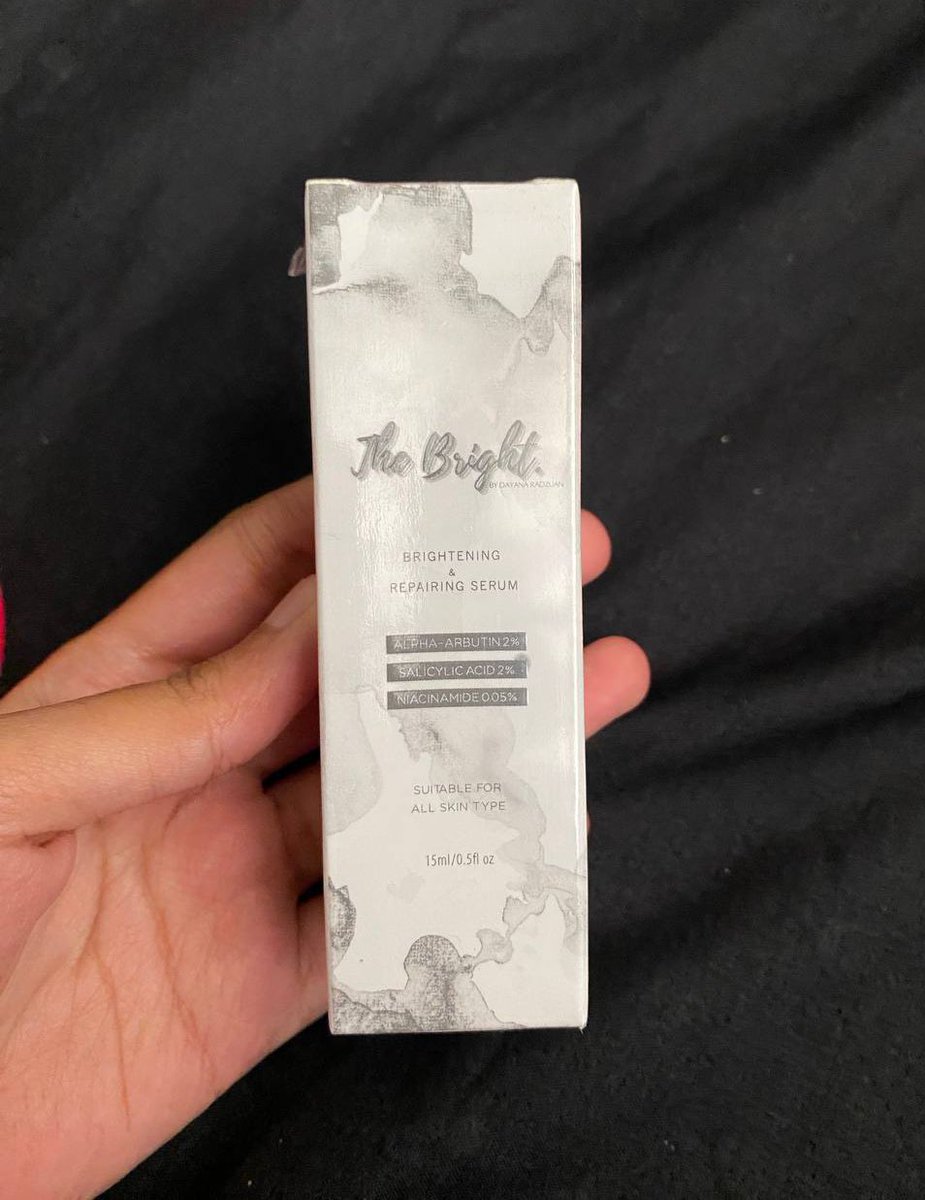 The Bright.
BY DAYANA RADZUAN
BRIGHTENING
&
REPAIRING SERUM
ALPHA-ARBUTIN 2%
SALICYLIC ACID 2%
NIACINAMIDE 0.05%
SUITABLE FOR
ALL SKIN TYPE
15ml/0.5fl oz